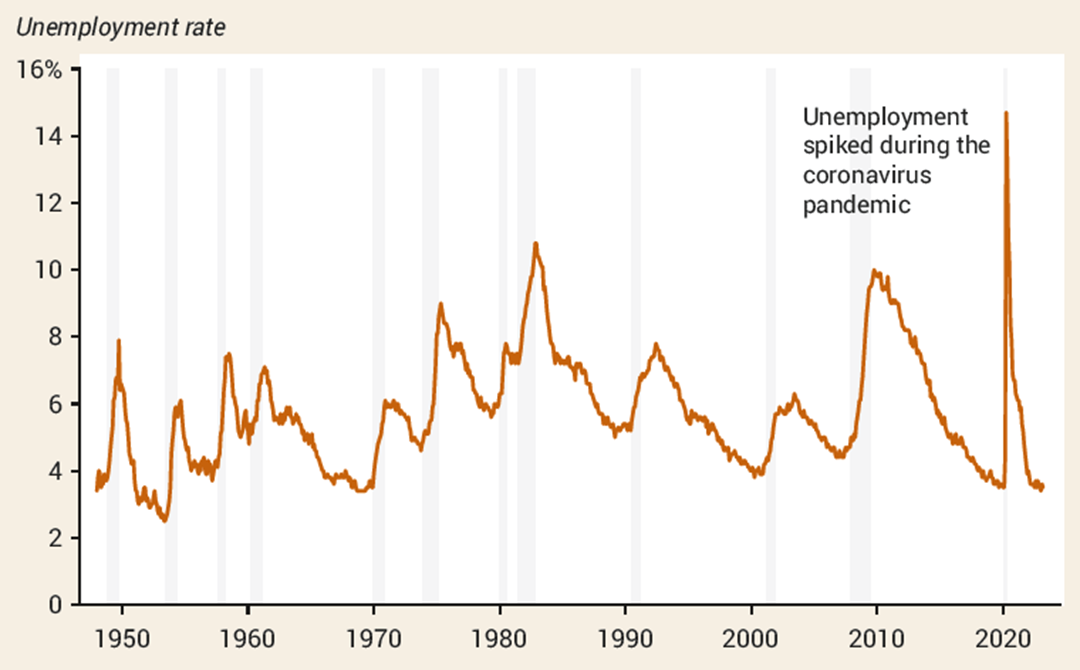 Unemployment rate
16%
14
12
10
8
6
4
2
0
Unemployment
spiked during the
coronavirus
pandemic
1950 1960 1970 1980 1990 2000 2010 2020